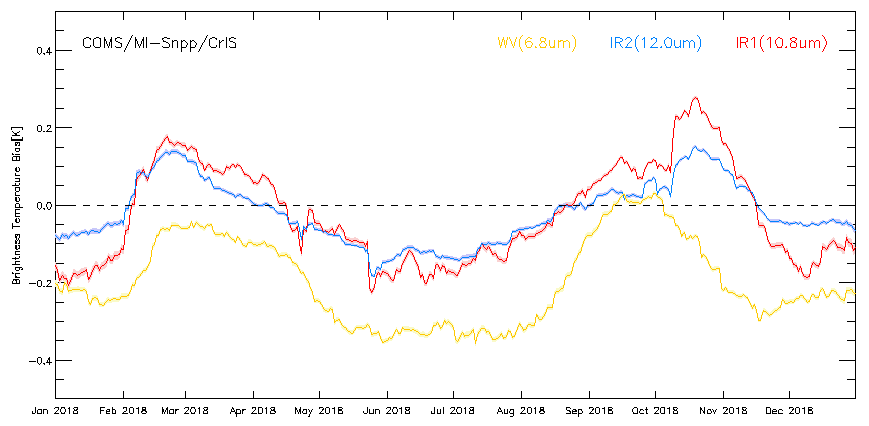 COMS/MI-Snpp/CrIS WV(6.8um) IR2(12.0um) IR1(10.8um)
Brightness Temperature Bias[K]
0.4
0.2
0.0
-0.2
-0.4
Jan 2018 Feb 2018 Mar 2018 Apr 2018 May 2018 Jun 2018 Jul 2018 Aug 2018 Sep 2018 Oct 2018 Nov 2018 Dec 2018